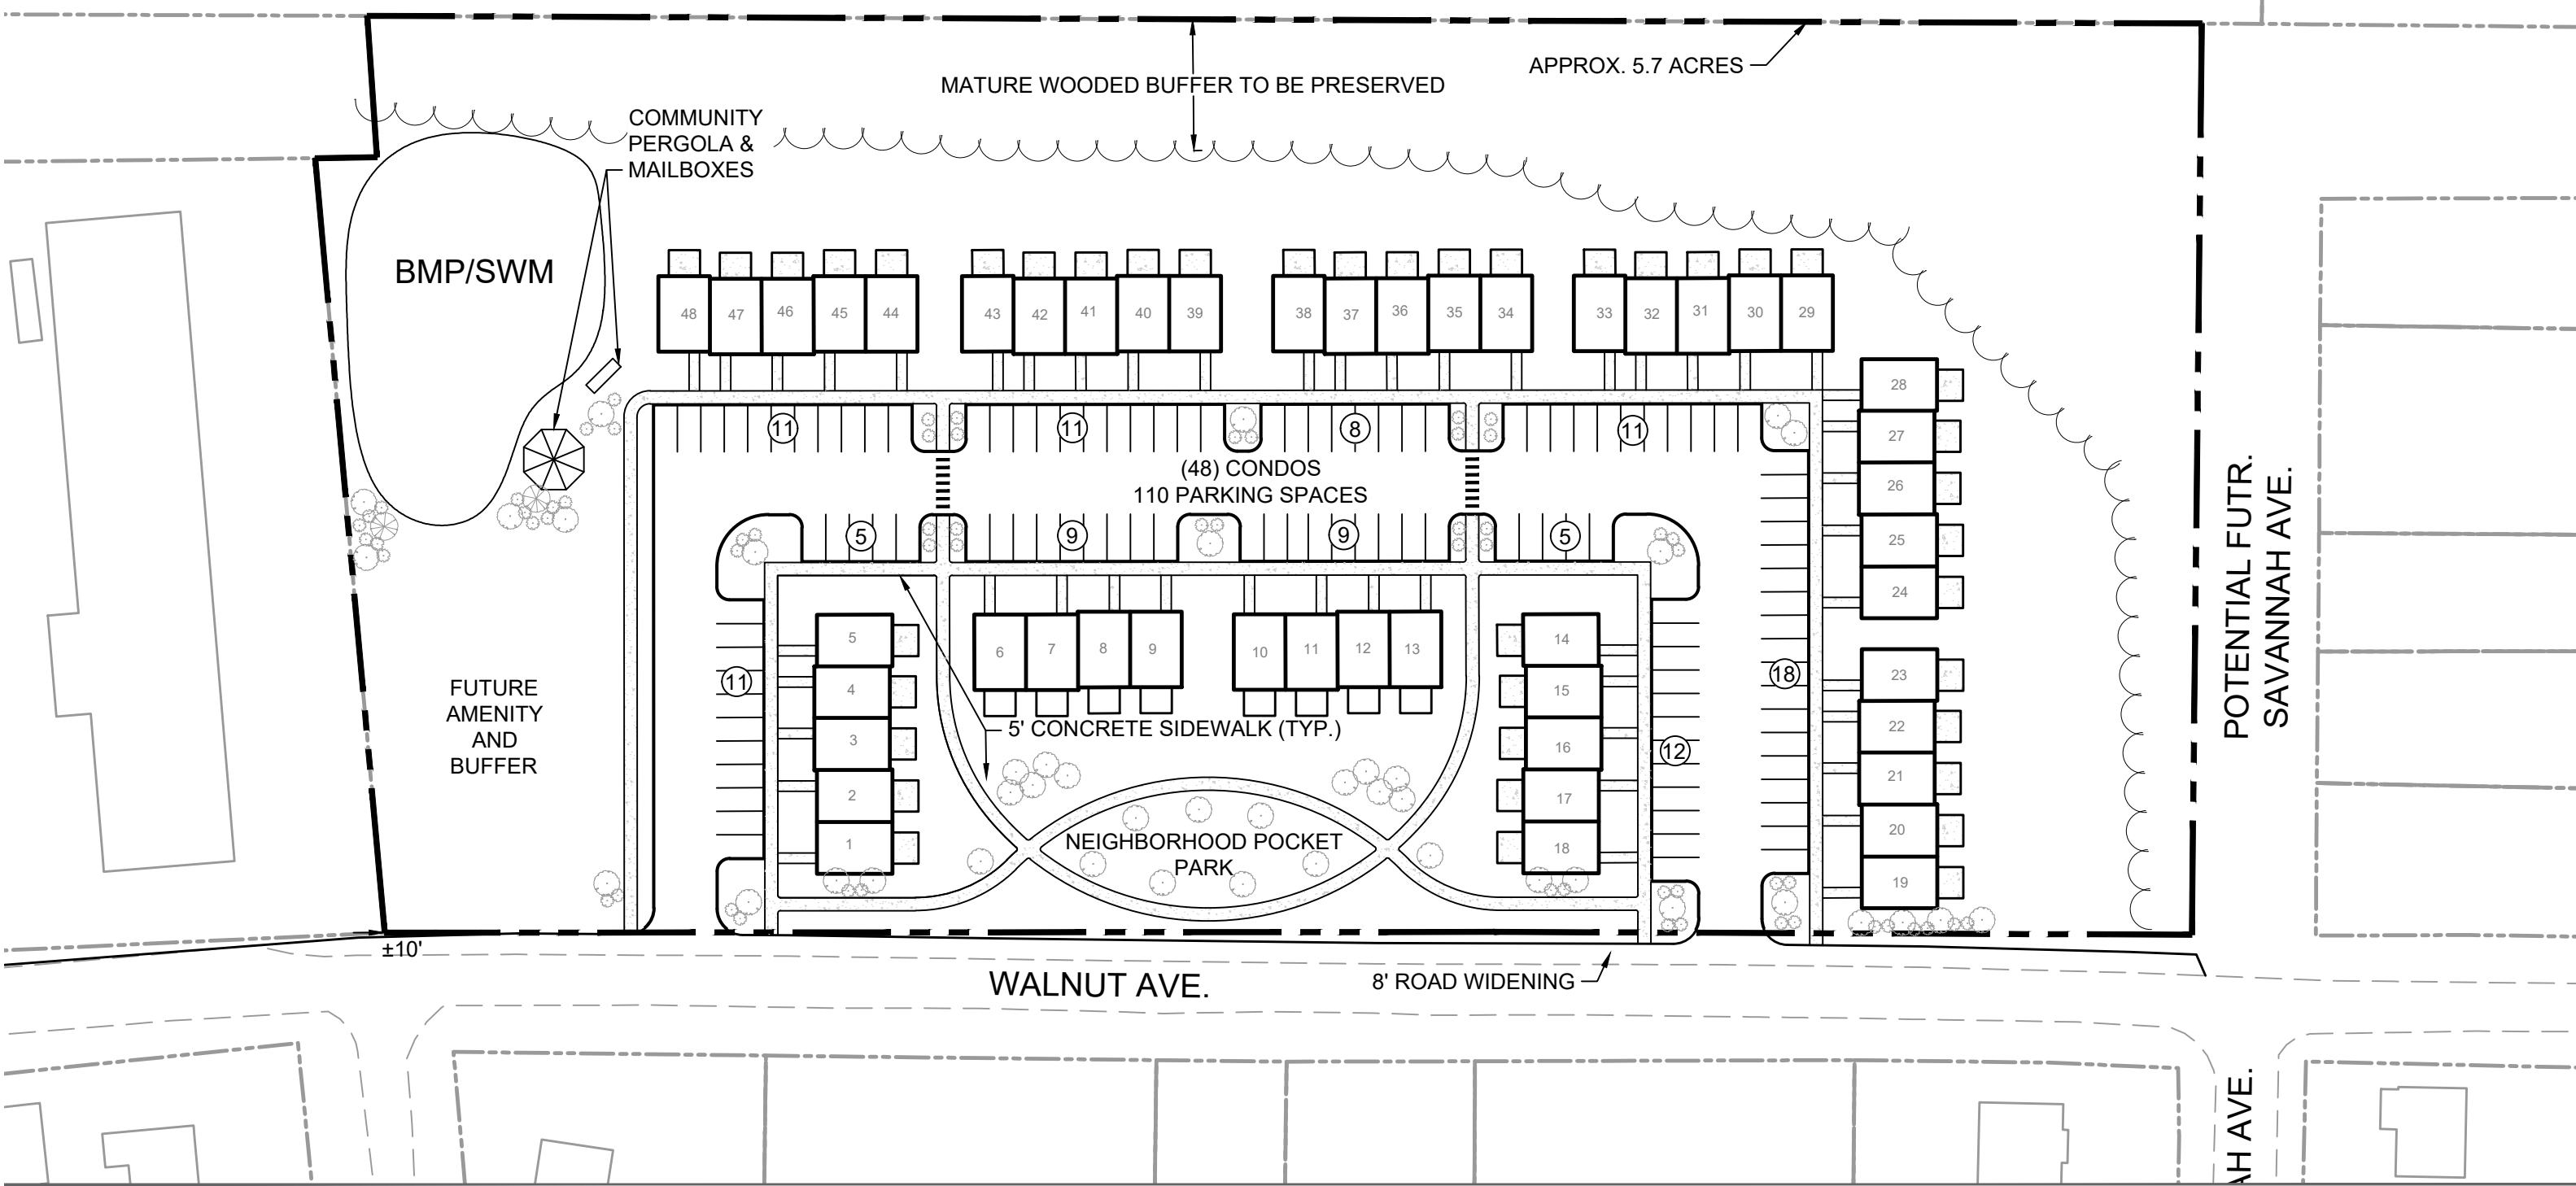 APPROX. 5.7 ACRES
MATURE WOODED BUFFER TO BE PRESERVED
COMMUNITY
PERGOLA &
MAILBOXES
BMP/SWM
48 47 46 45 44 43 42 41 40 39 38 37 36 35 34 33 32 31 30 29
28
27
26
25
24
23
22
21
20
19
11 11 8 11
(48) CONDOS
110 PARKING SPACES
5 9 9 5
11
12
18
5
4
3
2
1
6 7 8 9 10 11 12 13
14
15
16
17
18
5' CONCRETE SIDEWALK (TYP.)
NEIGHBORHOOD POCKET
PARK
FUTURE
AMENITY
AND
BUFFER
POTENTIAL FUTR.
SAVANNAH AVE.
±10'
WALNUT AVE.
8' ROAD WIDENING
AH AVE.